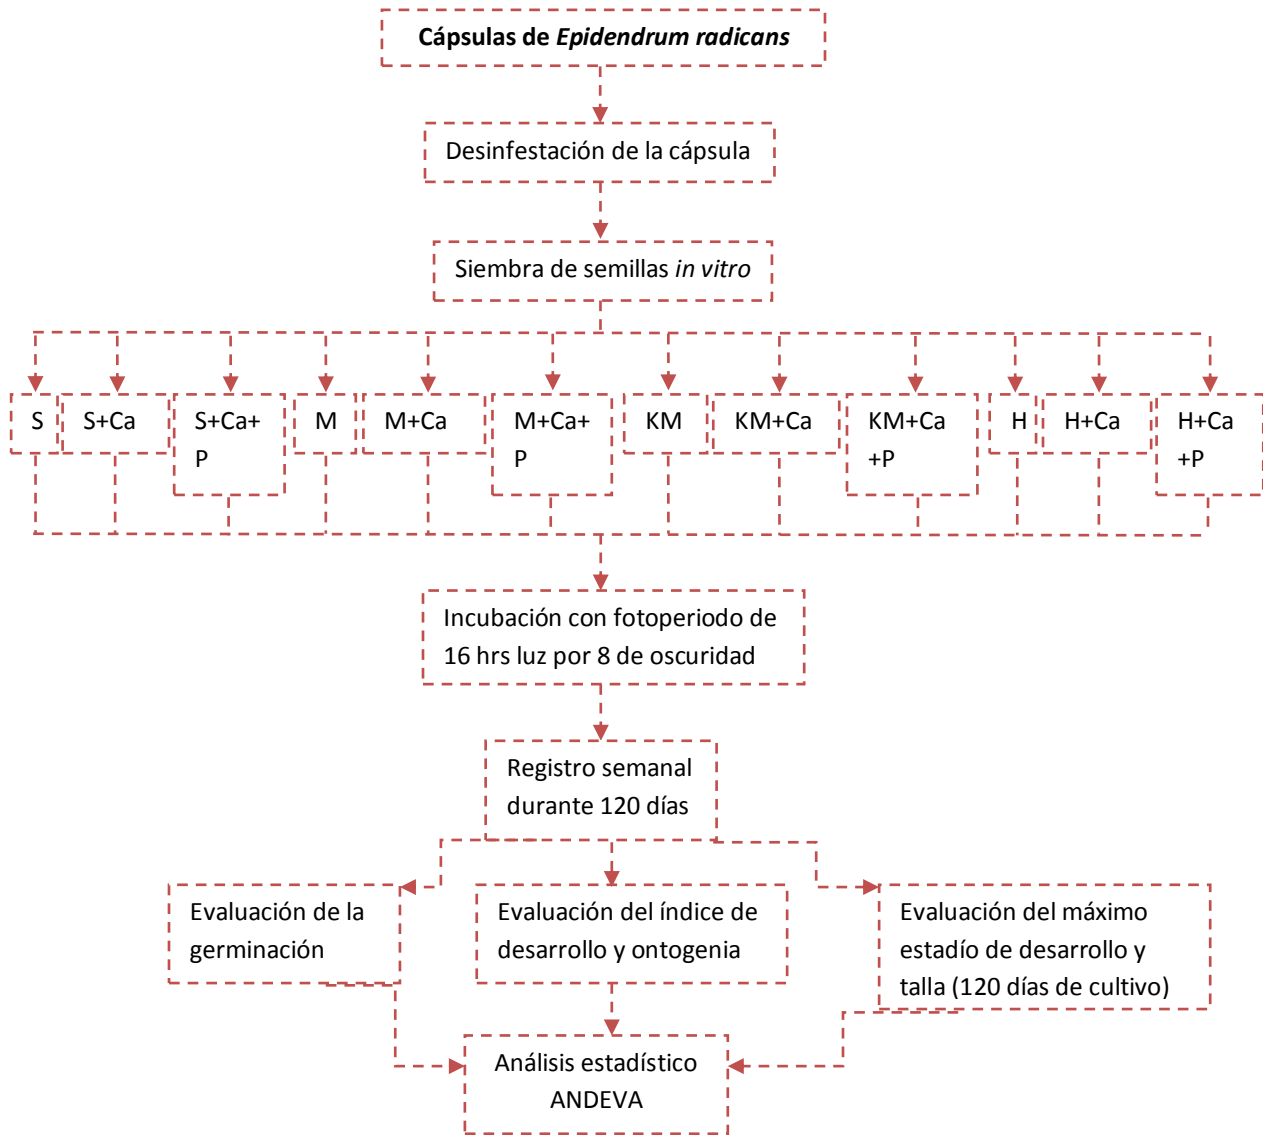 Cápsulas de Epidendrum radicans
Desinfestación de la cápsula
Siembra de semillas in vitro
S
S+Ca
S+Ca+
P
M
M+Ca
M+Ca+
P
KM
KM+Ca
KM+Ca
+P
H
H+Ca
H+Ca
+P
Incubación con fotoperiodo de
16 hrs luz por 8 de oscuridad
Registro semanal
durante 120 días
Evaluación de la
germinación
Evaluación del índice de
desarrollo y ontogenia
Evaluación del máximo
estadío de desarrollo y
talla (120 días de cultivo)
Análisis estadístico
ANDEVA